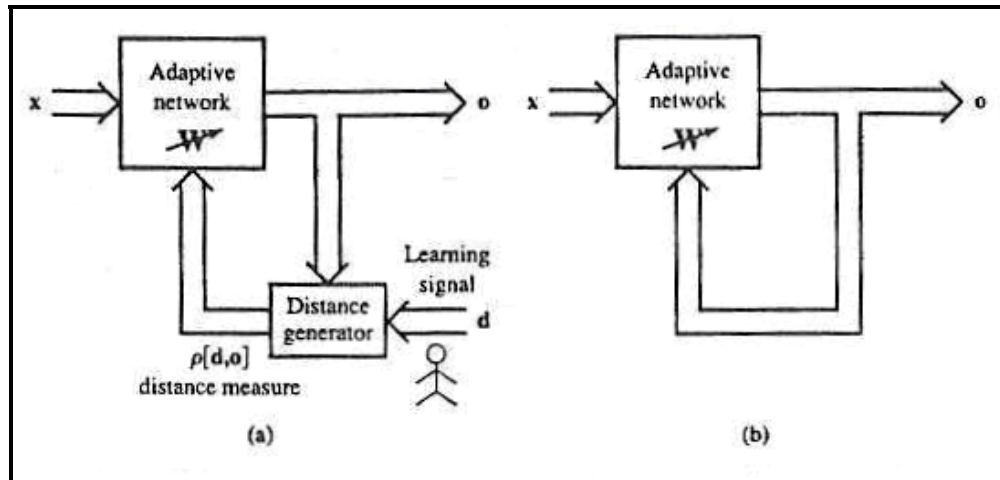 x
Adaptive
network
W
o
Learning
signal
Distance
generator
d
ρ[d,o]
distance measure
(a)
x
Adaptive
network
W
o
(b)